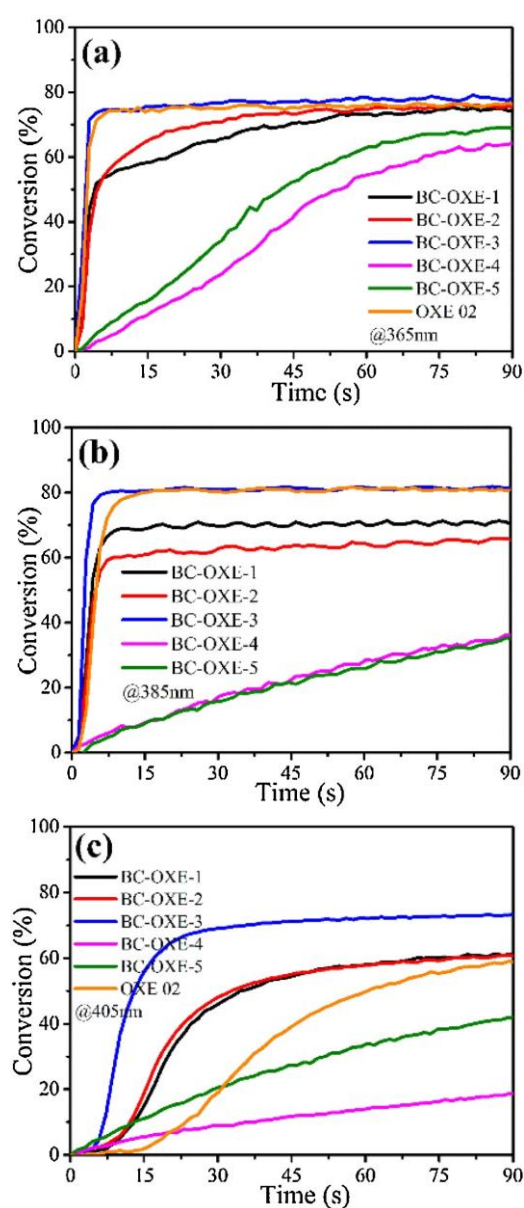 (a)
100
80
60
40
20
0
Conversion (%)
BC-OXE-1
BC-OXE-2
BC-OXE-3
BC-OXE-4
BC-OXE-5
OXE 02
@365nm
0 15 30 45 60 75 90
Time (s)
(b)
100
80
60
40
20
0
Conversion (%)
BC-OXE-1
BC-OXE-2
BC-OXE-3
BC-OXE-4
BC-OXE-5
@385nm
0 15 30 45 60 75 90
Time (s)
(c)
100
80
60
40
20
0
Conversion (%)
BC-OXE-1
BC-OXE-2
BC-OXE-3
BC-OXE-4
BC-OXE-5
OXE 02
@405nm
0 15 30 45 60 75 90
Time (s)